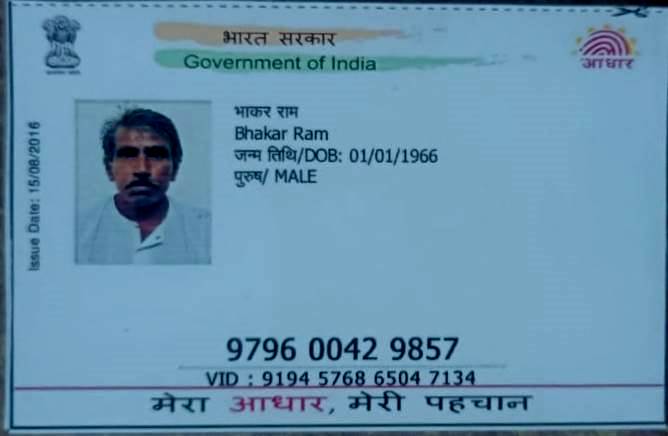 भारत सरकार
Government of India
आधार
Issue Date: 15/08/2016
भाकर राम
Bhakar Ram
जन्म तिथि/DOB: 01/01/1966
पुरुष/ MALE
9796 0042 9857
VID : 9194 5768 6504 7134
मेरा आधार, मेरी पहचान